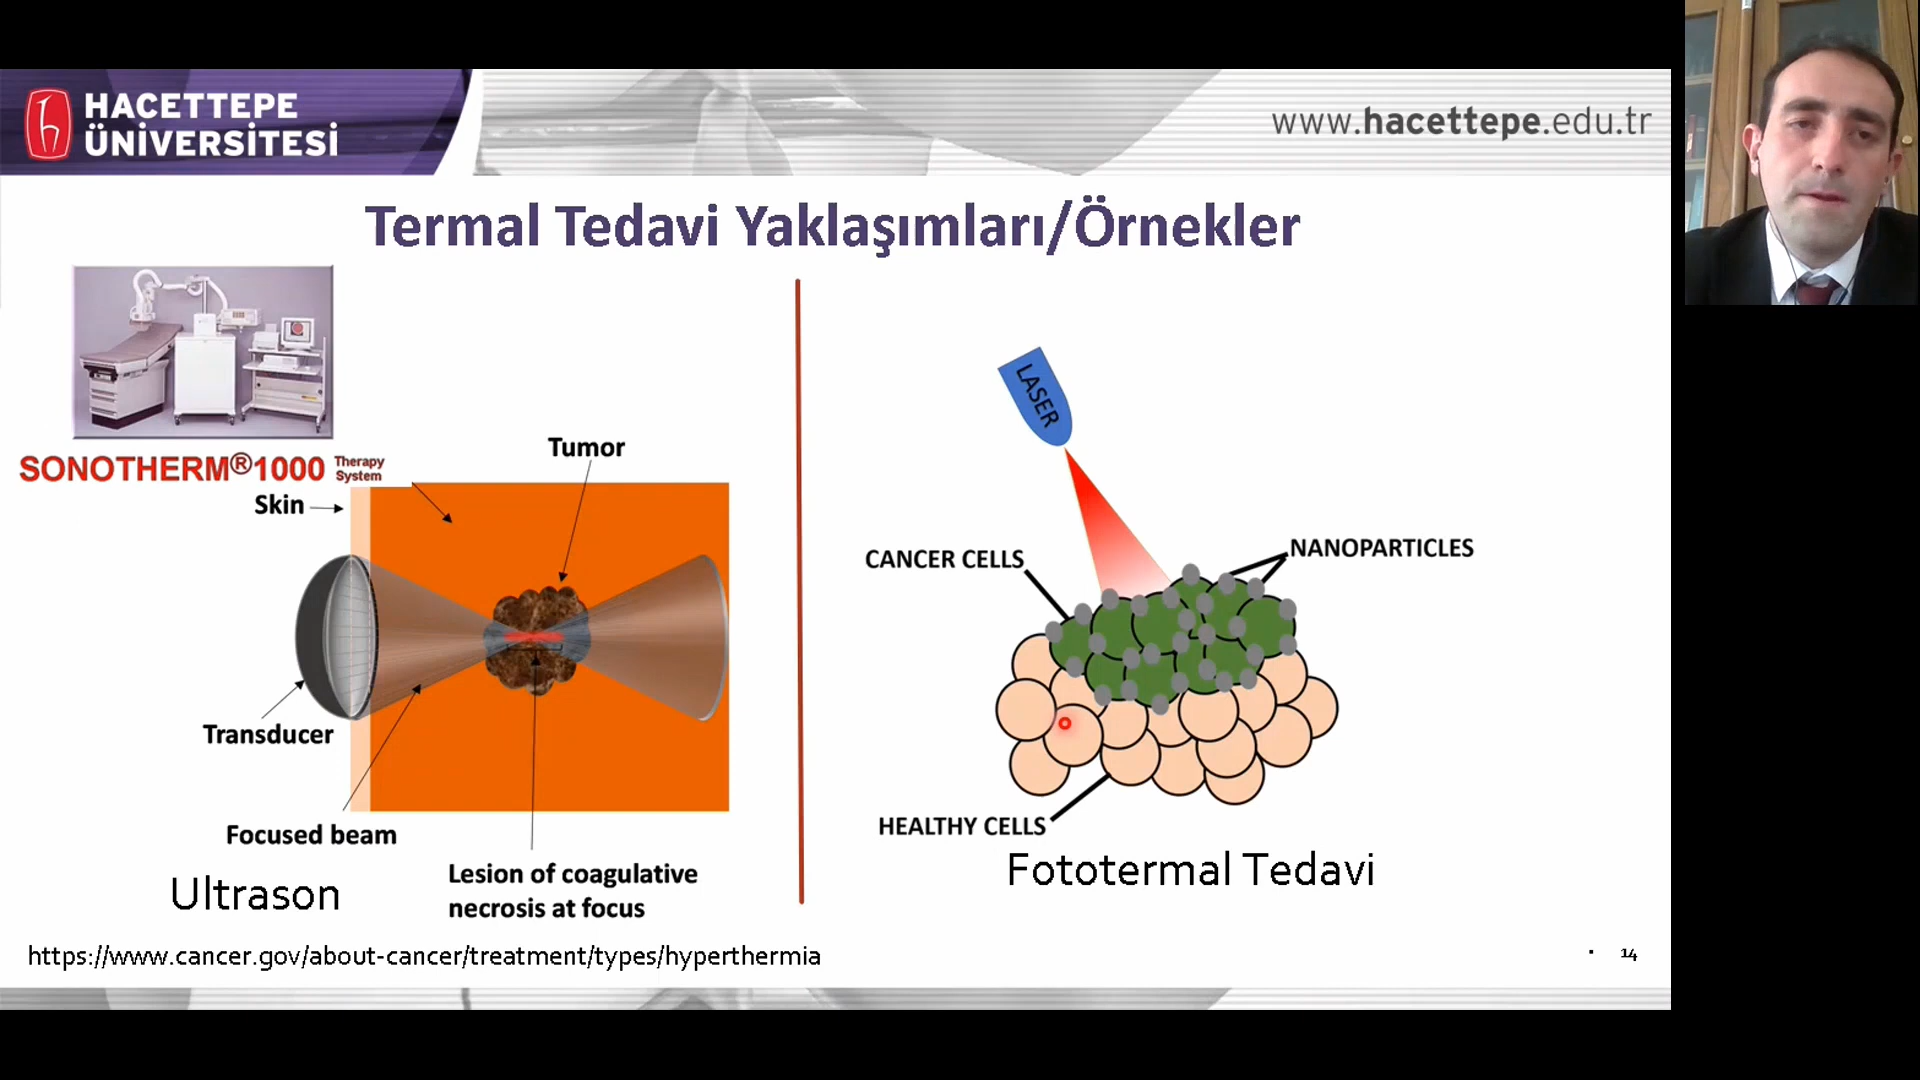 HACETTEPE
ÜNİVERSİTESİ
www.hacettepe.edu.tr
Termal Tedavi Yaklaşımları/Örnekler
SONOTHERM®1000 Therapy
System
Skin
Tumor
Transducer
Focused beam
Lesion of coagulative
necrosis at focus
Ultrason
LASER
CANCER CELLS
NANOPARTICLES
HEALTHY CELLS
Fototermal Tedavi
https://www.cancer.gov/about-cancer/treatment/types/hyperthermia
• 14